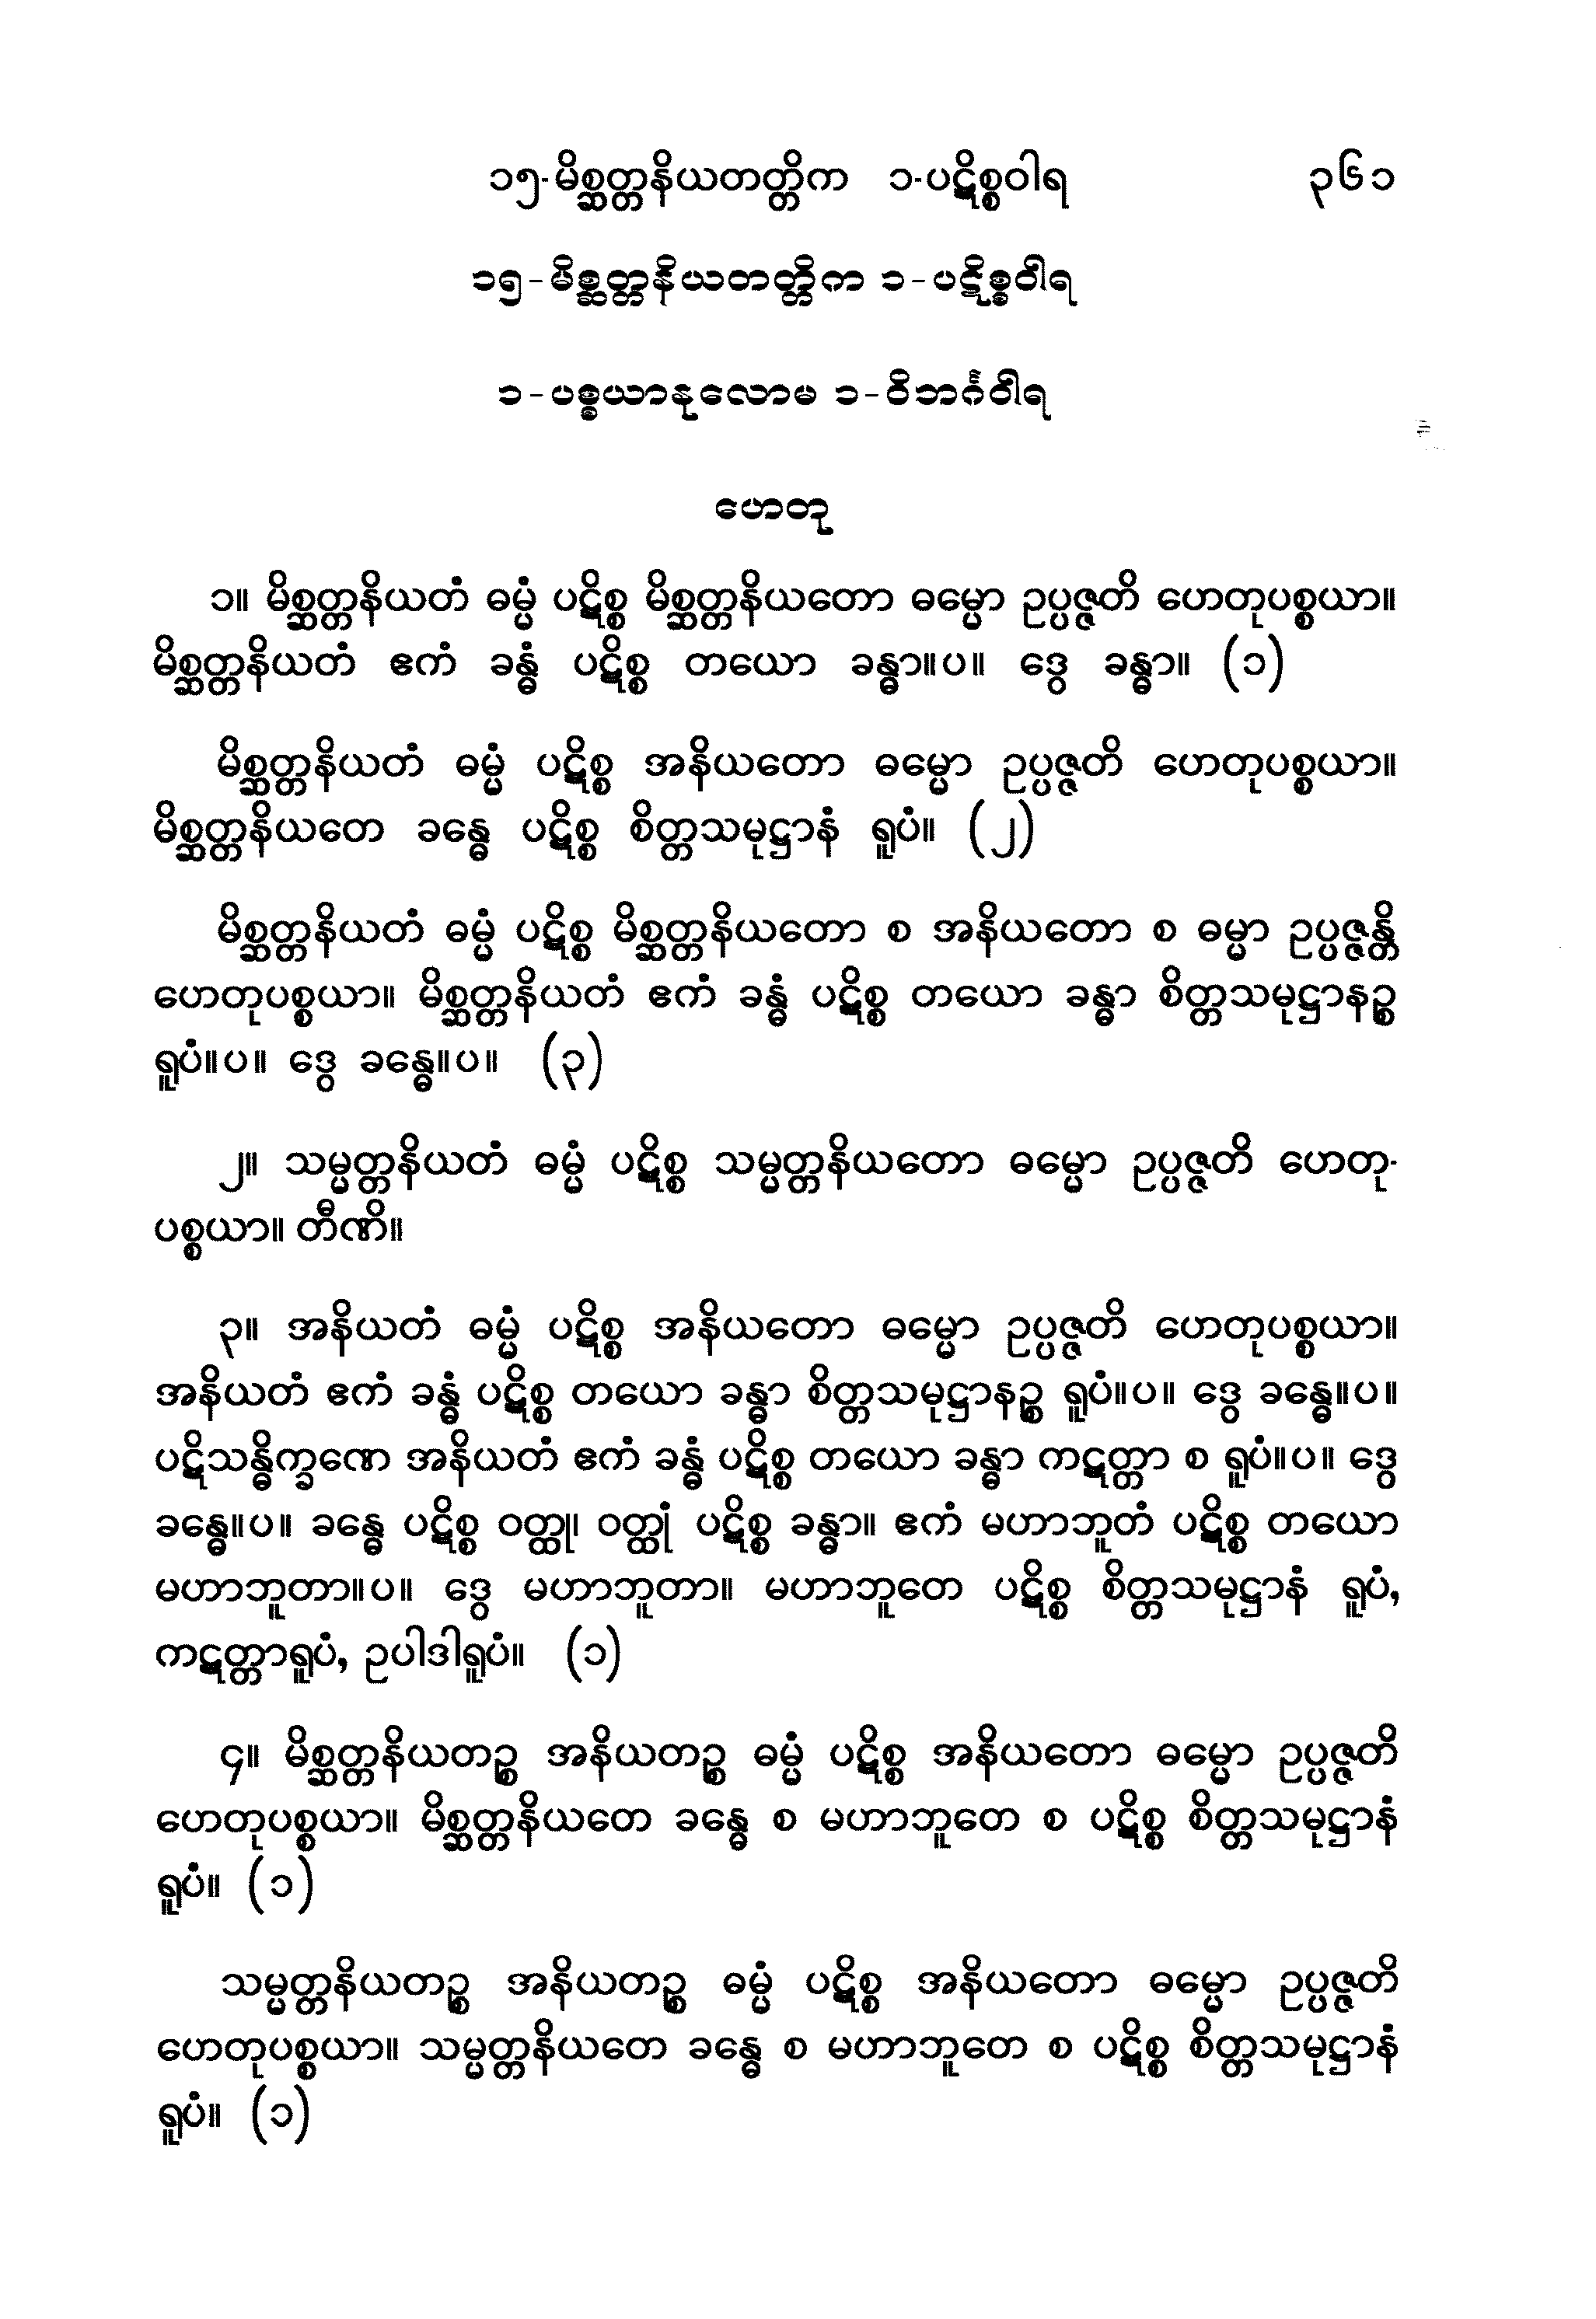 ၁၅-မိစ္ဆတ္တနိယတတ္တိက ၁-ပဋိစ္စဝါရ ၃၆၁
၁၅-မိစ္ဆတ္တနိယတတ္တိက ၁-ပဋိစ္စဝါရ
၁-ပစ္စယာနုလောမ ၁-ဝိဘင်္ဂဝါရ
ဟေတု
၁။ မိစ္ဆတ္တနိယတံ ဓမ္မံ ပဋိစ္စ မိစ္ဆတ္တနိယတော ဓမ္မော ဥပ္ပဇ္ဇတိ ဟေတုပစ္စယာ။
မိစ္ဆတ္တနိယတံ ဧကံ ခန္ဓံ ပဋိစ္စ တယော ခန္ဓာ။ပ။ ဒွေ ခန္ဓာ။ (၁)
မိစ္ဆတ္တနိယတံ ဓမ္မံ ပဋိစ္စ အနိယတော ဓမ္မော ဥပ္ပဇ္ဇတိ ဟေတုပစ္စယာ။
မိစ္ဆတ္တနိယတေ ခန္ဓေ ပဋိစ္စ စိတ္တသမုဋ္ဌာနံ ရူပံ။ (၂)
မိစ္ဆတ္တနိယတံ ဓမ္မံ ပဋိစ္စ မိစ္ဆတ္တနိယတော စ အနိယတော စ ဓမ္မာ ဥပ္ပဇ္ဇန္တိ
ဟေတုပစ္စယာ။ မိစ္ဆတ္တနိယတံ ဧကံ ခန္ဓံ ပဋိစ္စ တယော ခန္ဓာ စိတ္တသမုဋ္ဌာနဉ္စ
ရူပံ။ပ။ ဒွေ ခန္ဓေ။ပ။ (၃)
၂။ သမ္မတ္တနိယတံ ဓမ္မံ ပဋိစ္စ သမ္မတ္တနိယတော ဓမ္မော ဥပ္ပဇ္ဇတိ ဟေတု-
ပစ္စယာ။ တီဏိ။
၃။ အနိယတံ ဓမ္မံ ပဋိစ္စ အနိယတော ဓမ္မော ဥပ္ပဇ္ဇတိ ဟေတုပစ္စယာ။
အနိယတံ ဧကံ ခန္ဓံ ပဋိစ္စ တယော ခန္ဓာ စိတ္တသမုဋ္ဌာနဉ္စ ရူပံ။ပ။ ဒွေ ခန္ဓေ။ပ။
ပဋိသန္ဓိက္ခဏေ အနိယတံ ဧကံ ခန္ဓံ ပဋိစ္စ တယော ခန္ဓာ ကဋတ္တာ စ ရူပံ။ပ။ ဒွေ
ခန္ဓေ။ပ။ ခန္ဓေ ပဋိစ္စ ဝတ္ထု၊ ဝတ္ထုံ ပဋိစ္စ ခန္ဓာ။ ဧကံ မဟာဘူတံ ပဋိစ္စ တယော
မဟာဘူတာ။ပ။ ဒွေ မဟာဘူတာ။ မဟာဘူတေ ပဋိစ္စ စိတ္တသမုဋ္ဌာနံ ရူပံ,
ကဋတ္တာရူပံ, ဥပါဒါရူပံ။ (၁)
၄။ မိစ္ဆတ္တနိယတဉ္စ အနိယတဉ္စ ဓမ္မံ ပဋိစ္စ အနိယတော ဓမ္မော ဥပ္ပဇ္ဇတိ
ဟေတုပစ္စယာ။ မိစ္ဆတ္တနိယတေ ခန္ဓေ စ မဟာဘူတေ စ ပဋိစ္စ စိတ္တသမုဋ္ဌာနံ
ရူပံ။ (၁)
သမ္မတ္တနိယတဉ္စ အနိယတဉ္စ ဓမ္မံ ပဋိစ္စ အနိယတော ဓမ္မော ဥပ္ပဇ္ဇတိ
ဟေတုပစ္စယာ။ သမ္မတ္တနိယတေ ခန္ဓေ စ မဟာဘူတေ စ ပဋိစ္စ စိတ္တသမုဋ္ဌာနံ
ရူပံ။ (၁)